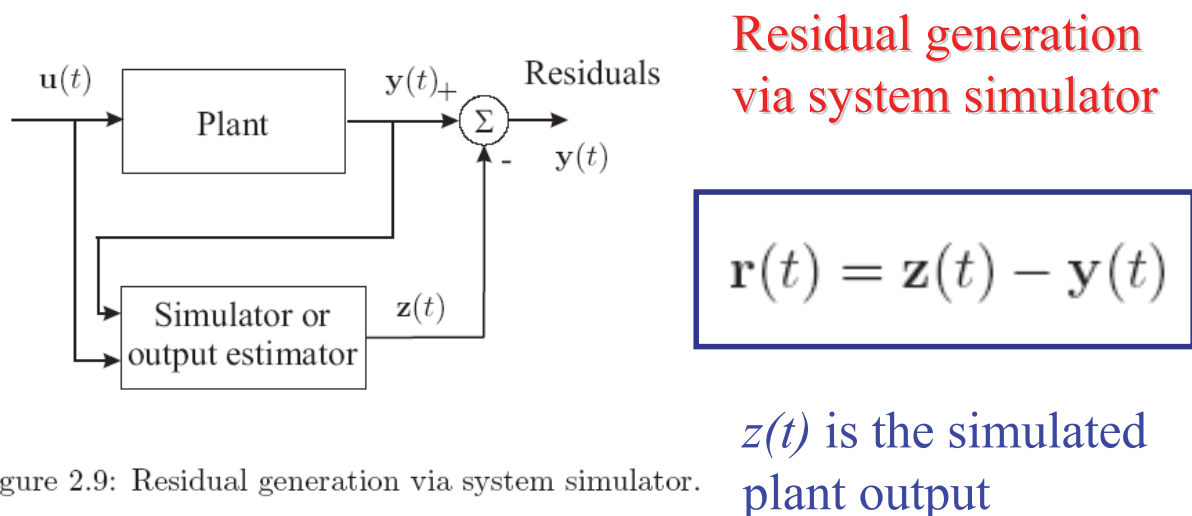 Residual generation
via system simulator
u(t)
y(t)+
Residuals
Plant
Σ
-
y(t)
r(t) = z(t) − y(t)
z(t)
Simulator or
output estimator
z(t) is the simulated
plant output
gure 2.9: Residual generation via system simulator.